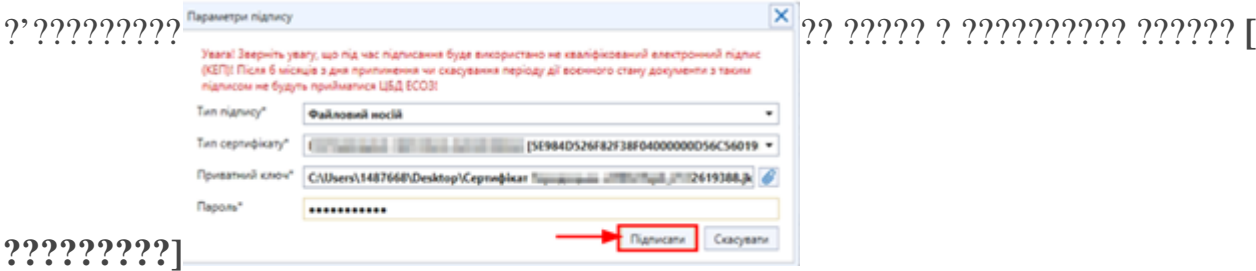 ?’?????????
Параметри підпису
Увага! Зверніть увагу, що під час підписання буде використано не кваліфікований електронний підпис
(КЕП)! Після 6 місяців з дня припинення чи скасування періоду дії воєнного стану документи з таким
підписом не будуть прийматися ЦБД ЕСОЗ!
Тип підпису* Файловий носій
Тип сертифікату* [5E984D526F82F38F04000000D56C56019
Приватний ключ* C:\Users\1487668\Desktop\Сертифікат 2619388.jk
Пароль* •••••••••••
Підписати Скасувати
?? ????? ? ?????????? ?????? [
?????????]